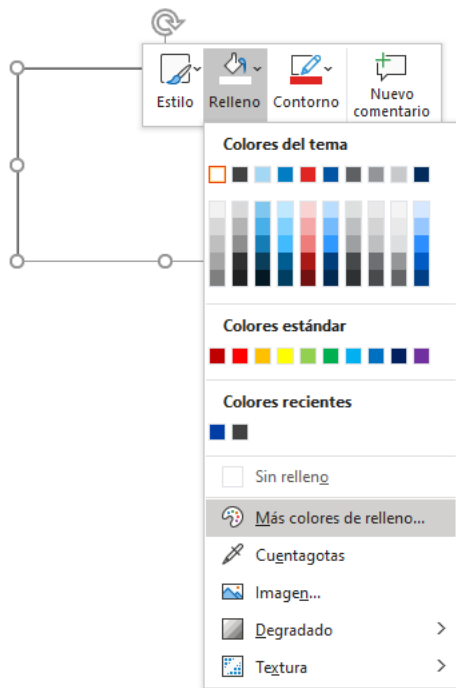 Estilo
Relleno
Contorno
Nuevo
comentario
Colores del tema
Colores estándar
Colores recientes
Sin relleno
Más colores de relleno...
Cuentagotas
Imagen...
Degradado
Textura